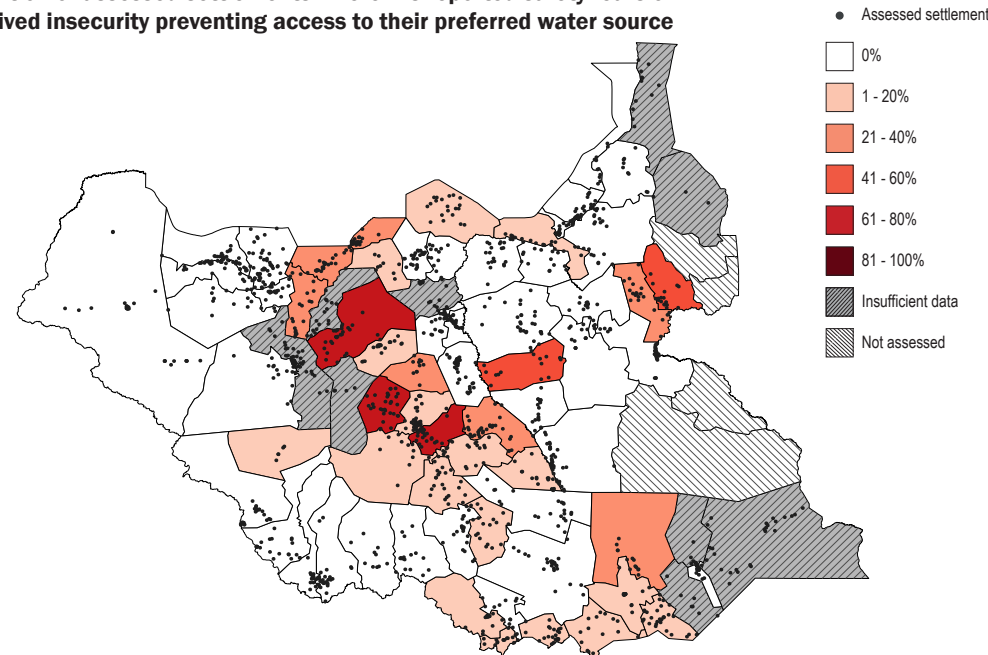 ived insecurity preventing access to their preferred water source
Assessed settlement
0%
1 - 20%
21 - 40%
41 - 60%
61 - 80%
81 - 100%
Insufficient data
Not assessed